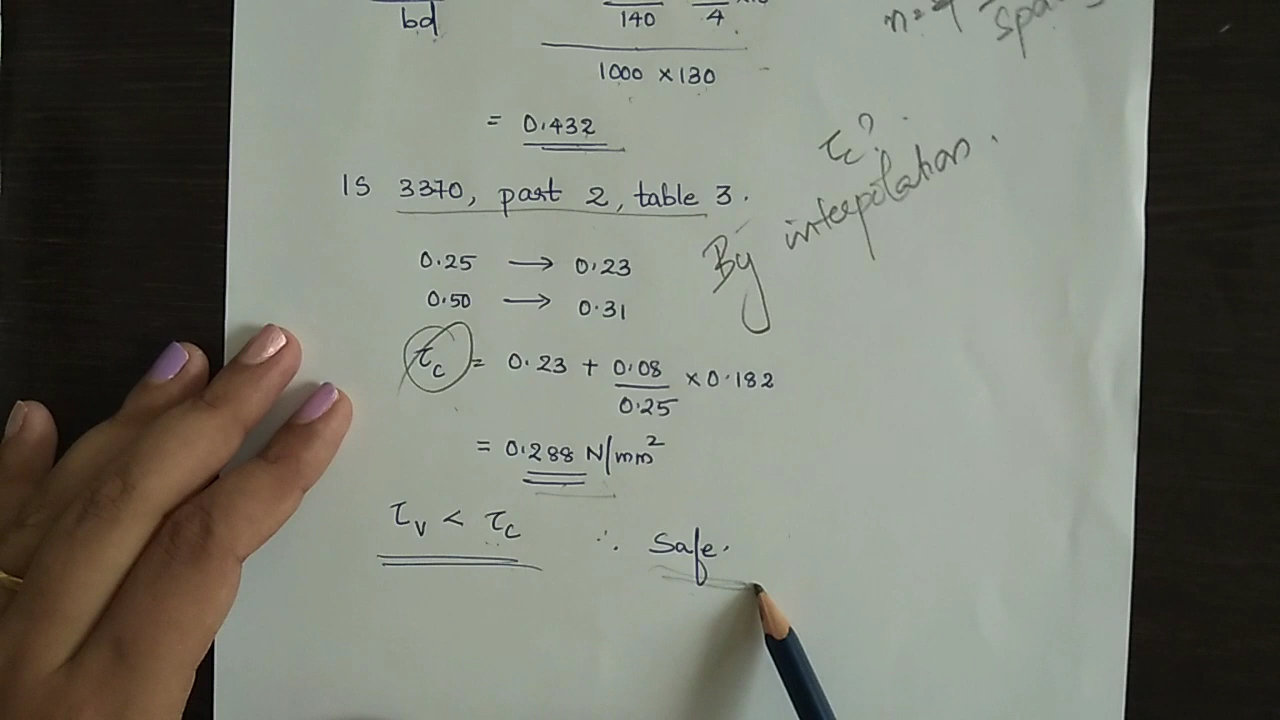 bd
140 4
1000 × 130
= 0.432
n=
τc?
By interpolation.
IS 3370, part 2, table 3.
0.25 → 0.23
0.50 → 0.31
τc = 0.23 + 0.08 × 0.182
0.25
= 0.288 N/mm²
τv < τc ∴ Safe.